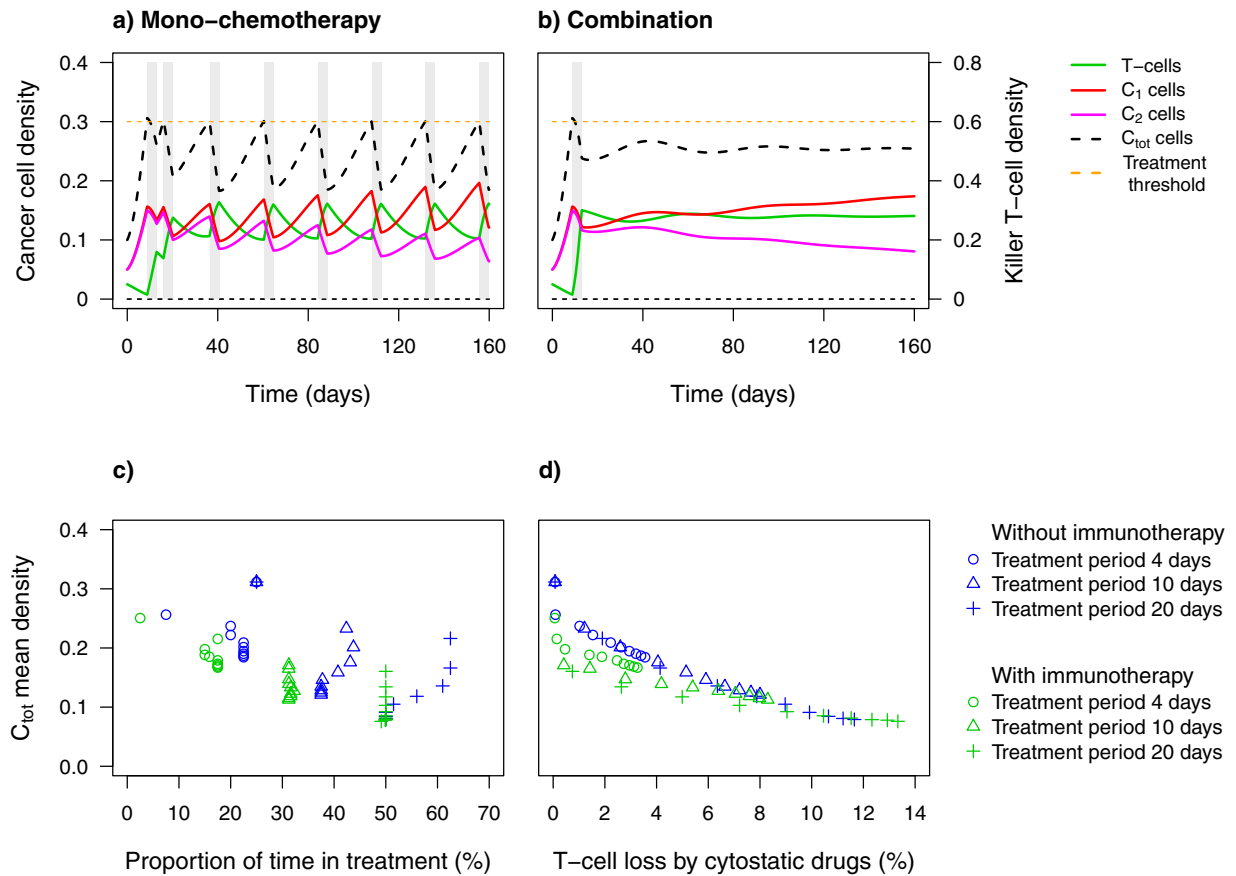 a) Mono−chemotherapy
b) Combination
0.4
0.3
0.2
0.1
0
Cancer cell density
0 40 80 120 160
Time (days)
0 40 80 120 160
Time (days)
0.8
0.6
0.4
0.2
0
Killer T−cell density
T−cells
C1 cells
C2 cells
Ctot cells
Treatment
threshold
c)
d)
0.4
0.3
0.2
0.1
0.0
Ctot mean density
0 10 20 30 40 50 60 70
Proportion of time in treatment (%)
0 2 4 6 8 10 12 14
T−cell loss by cytostatic drugs (%)
Without immunotherapy
Treatment period 4 days
Treatment period 10 days
Treatment period 20 days
With immunotherapy
Treatment period 4 days
Treatment period 10 days
Treatment period 20 days